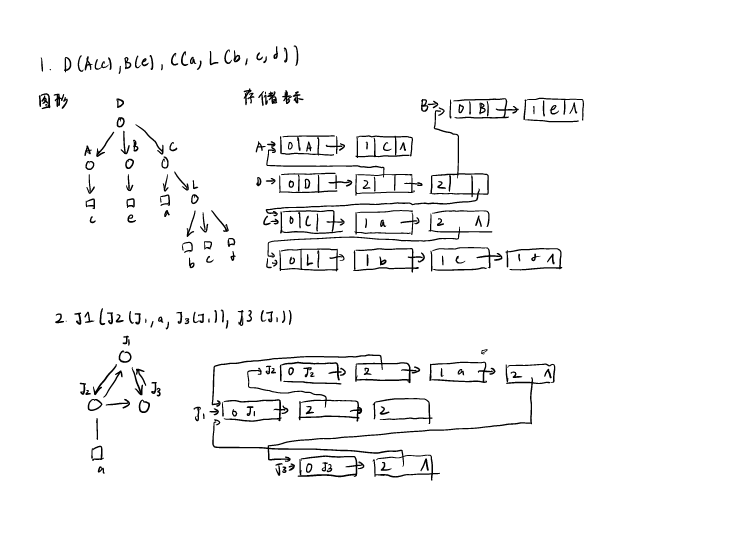 1. D(A(c),B(e),C(a,L(b,c,d))
图形 存储表示
D
A B C
L
c e a
b c d
B 0 B 1 e ∧
A 0 A 1 C ∧
D 0 D 2 2
C 0 C 1 a 2 ∧
L 0 L 1 b 1 c 1 d ∧
2. J1(J2(J1,a,J3(J1)),J3(J1))
J1
J2 J3
a
J2 0 J2 2 1 a 2 ∧
J1 0 J1 2 2
J3 0 J3 2 ∧